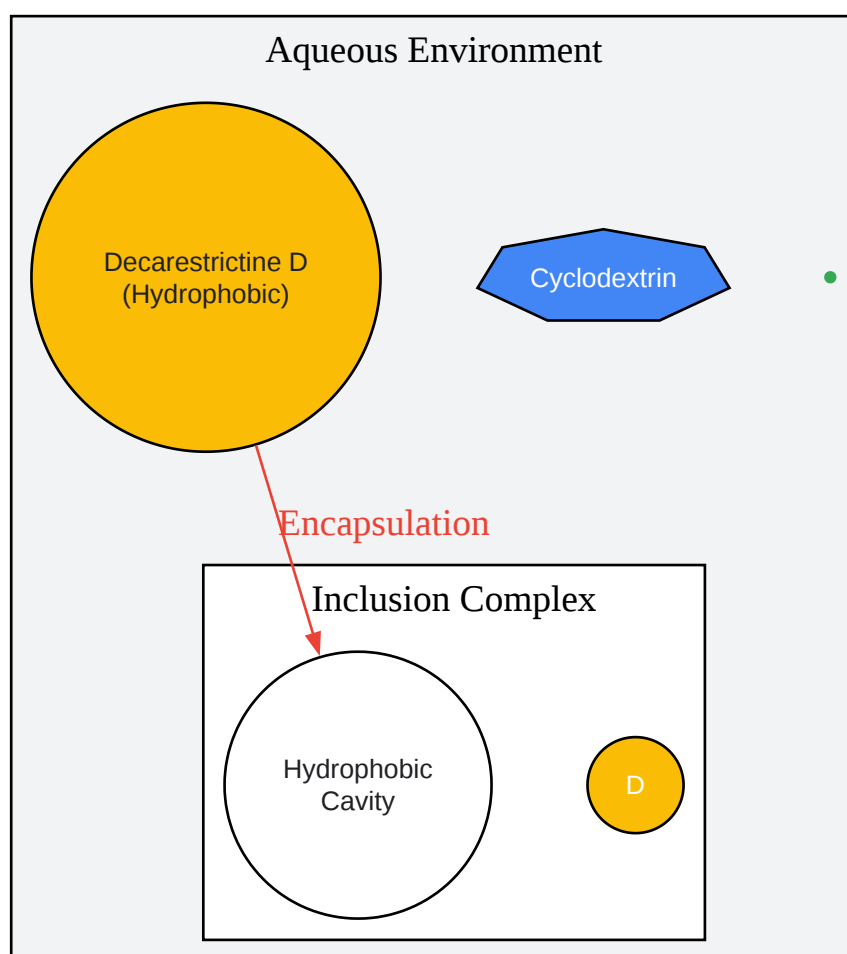 Aqueous Environment
Decarestrictine D
(Hydrophobic)
Cyclodextrin
Encapsulation
Inclusion Complex
Hydrophobic
Cavity
D